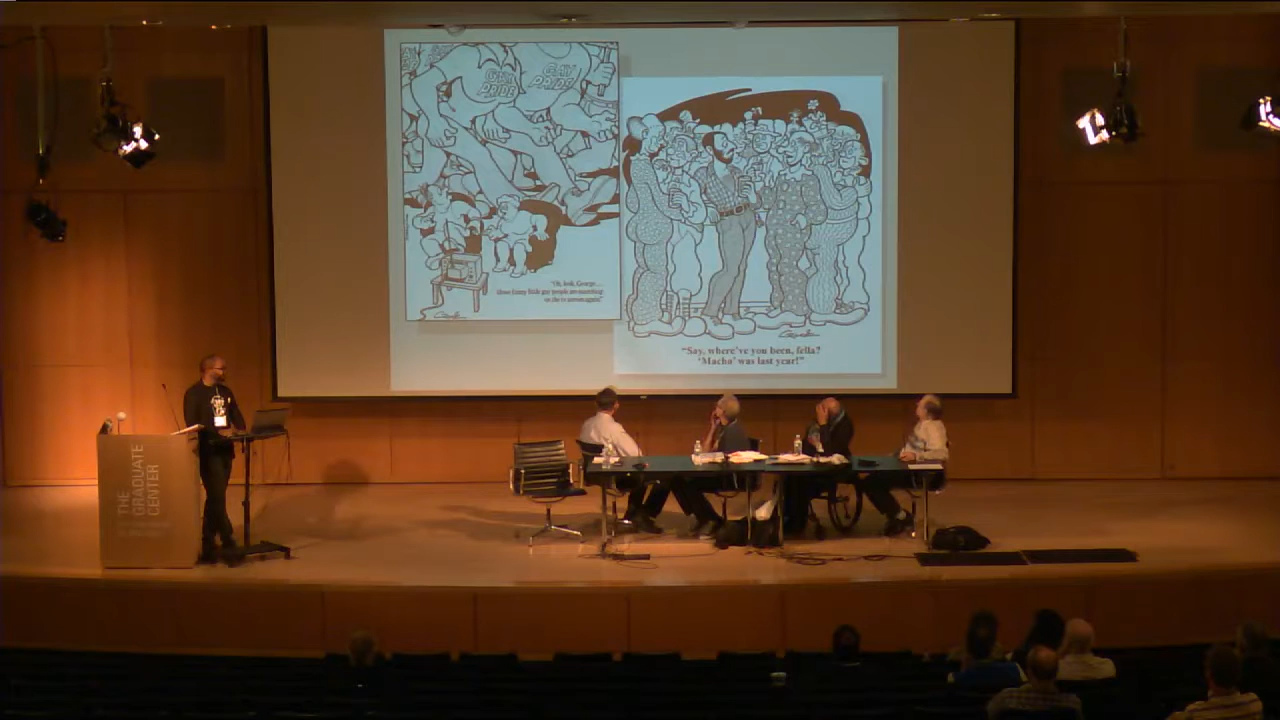 GAY
PRIDE
GAY
PRIDE
"Oh, look, George...
those funny little gay people are marching
on the tv screen again!"
"Say, where've you been, fella?
'Macho' was last year!"
THE
GRADUATE
CENTER